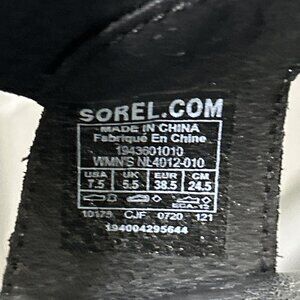 SOREL.COM
MADE IN CHINA
Fabriqué En Chine
1943601010
WMN'S NL4012-010
USA UK EUR CM
7.5 5.5 38.5 24.5
10175 CJF 0720 121
194004295644